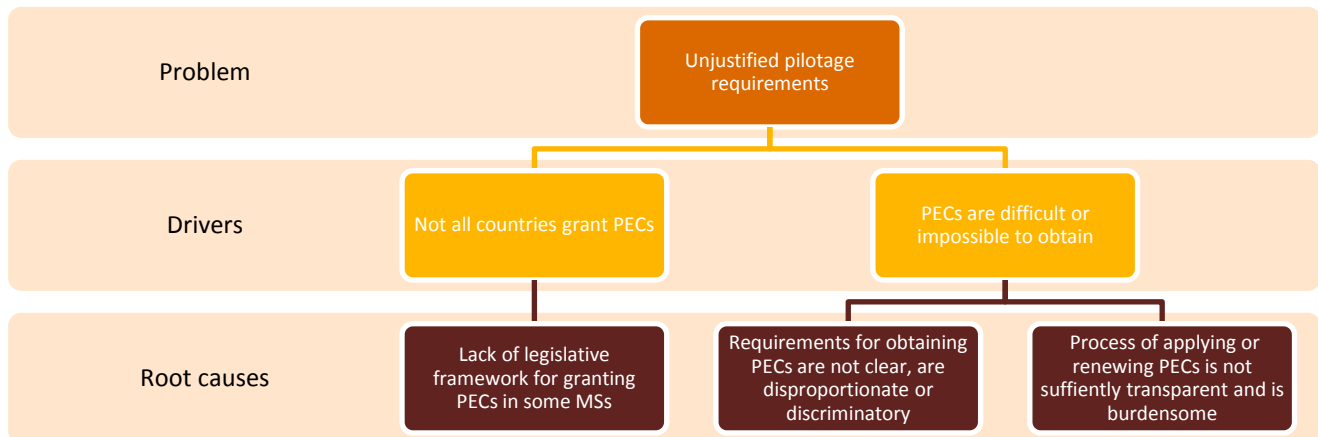 Problem
Unjustified pilotage
requirements
Drivers
Not all countries grant PECs
PECs are difficult or
impossible to obtain
Root causes
Lack of legislative
framework for granting
PECs in some MSs
Requirements for obtaining
PECs are not clear, are
disproportionate or
discriminatory
Process of applying or
renewing PECs is not
suffiently transparent and is
burdensome